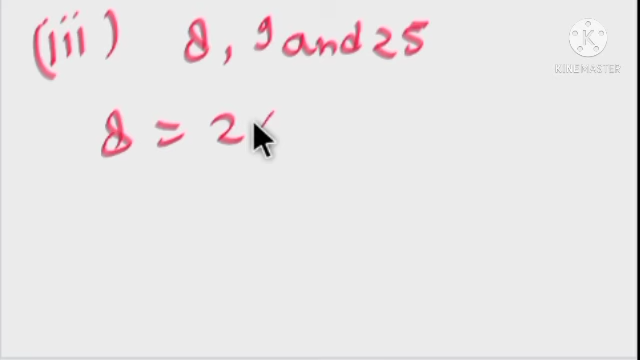 (iii) 8, 9 and 25
KINEMASTER
8 = 2